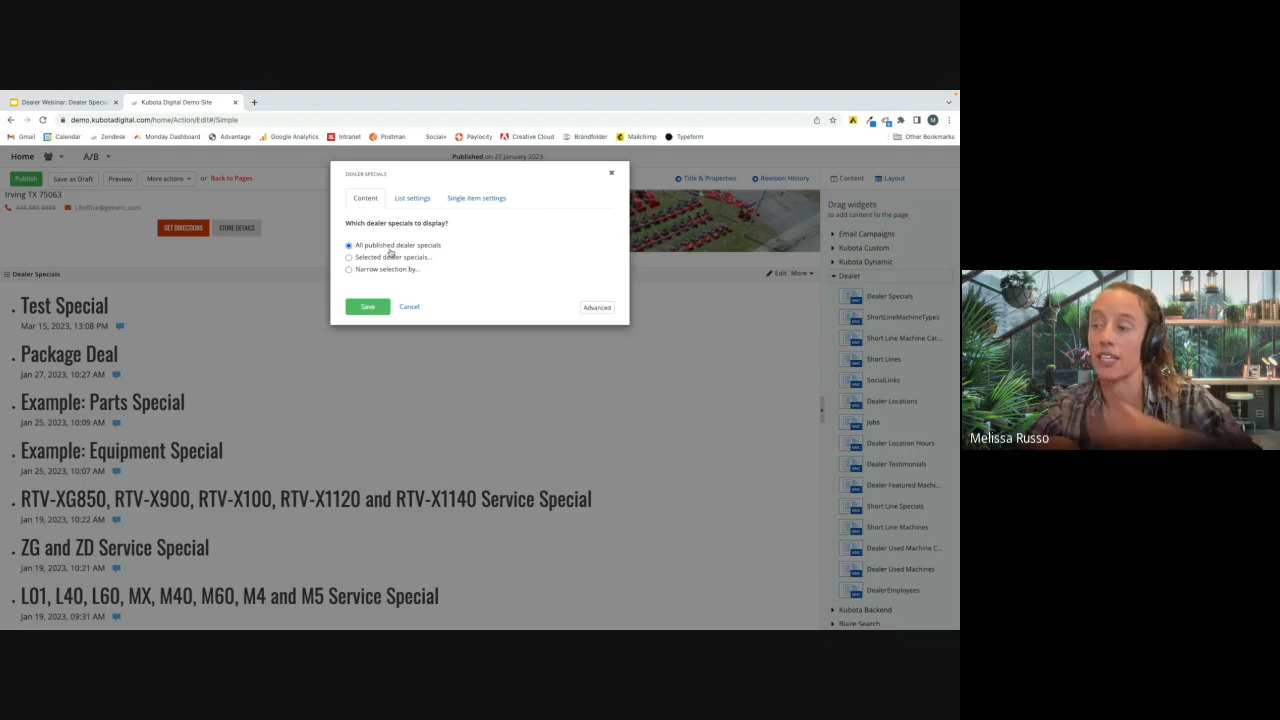 Dealer Webinar: Dealer Speci
Kubota Digital Demo Site
demo.kubotadigital.com/home/Action/Edit#/Simple
Gmail Calendar Zendesk Monday Dashboard Advantage Google Analytics Intranet Postman Social+ Paylocity Creative Cloud Brandfolder Mailchimp Typeform Other Bookmarks
Home A/B Published on 27 January 2023
Publish Save as Draft Preview More actions or Back to Pages Title & Properties Revision History Content Layout
Irving TX 75063
444.444.4444 LRoffice@generic.com
GET DIRECTIONS STORE DETAILS
DEALER SPECIALS
Content List settings Single item settings
Which dealer specials to display?
All published dealer specials
Selected dealer specials...
Narrow selection by...
Save Cancel Advanced
Dealer Specials Edit More
Test Special
Mar 15, 2023, 13:08 PM
Package Deal
Jan 27, 2023, 10:27 AM
Example: Parts Special
Jan 25, 2023, 10:09 AM
Example: Equipment Special
Jan 25, 2023, 10:07 AM
RTV-XG850, RTV-X900, RTV-X100, RTV-X1120 and RTV-X1140 Service Special
Jan 19, 2023, 10:22 AM
ZG and ZD Service Special
Jan 19, 2023, 10:21 AM
L01, L40, L60, MX, M40, M60, M4 and M5 Service Special
Jan 19, 2023, 09:31 AM
Drag widgets
to add content to the page
Email Campaigns
Kubota Custom
Kubota Dynamic
Dealer
Dealer Specials
ShortLineMachineTypes
Short Line Machine Cat...
Short Lines
SocialLinks
Dealer Locations
Jobs
Dealer Location Hours
Dealer Testimonials
Dealer Featured Machi...
Short Line Specials
Short Line Machines
Dealer Used Machine C...
Dealer Used Machines
DealerEmployees
Kubota Backend
Blaze Search
Melissa Russo